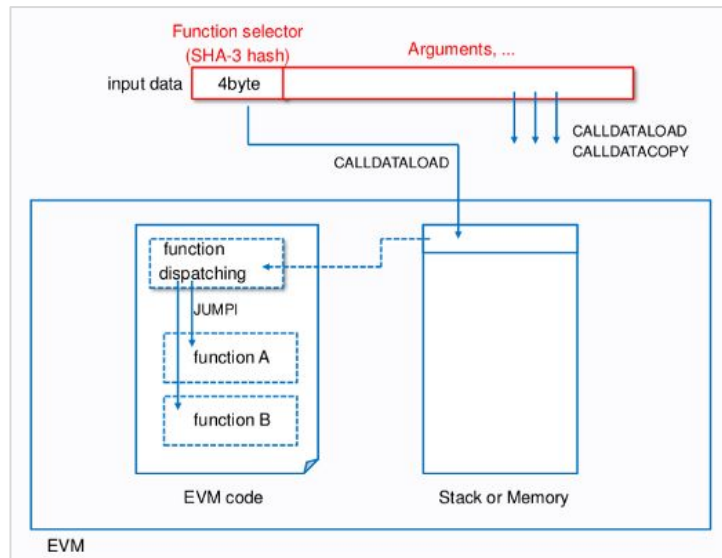 Function selector
(SHA-3 hash)
Arguments, ...
input data
4byte
CALLDATALOAD
CALLDATACOPY
CALLDATALOAD
function
dispatching
JUMPI
function A
function B
EVM code
Stack or Memory
EVM